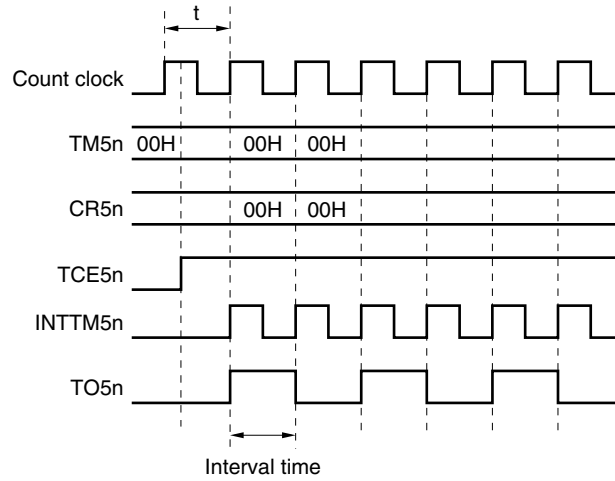 t
Count clock
TM5n 00H 00H 00H
CR5n 00H 00H
TCE5n
INTTM5n
TO5n
Interval time